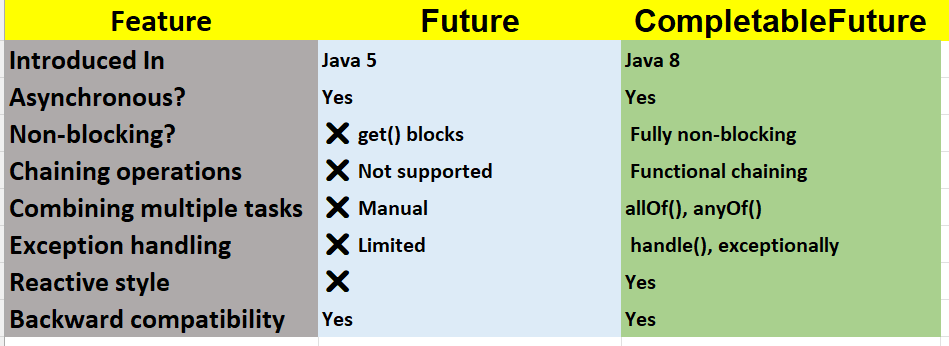 Feature Future CompletableFuture
Introduced In Java 5 Java 8
Asynchronous? Yes Yes
Non-blocking? ❌ get() blocks Fully non-blocking
Chaining operations ❌ Not supported Functional chaining
Combining multiple tasks ❌ Manual allOf(), anyOf()
Exception handling ❌ Limited handle(), exceptionally
Reactive style ❌ Yes
Backward compatibility Yes Yes